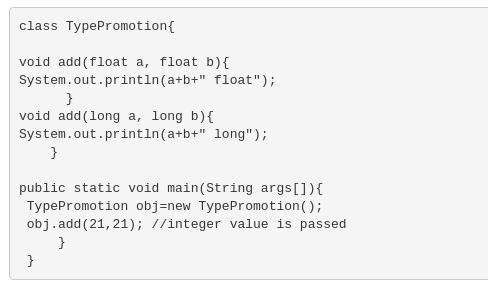 class TypePromotion{
void add(float a, float b){
System.out.println(a+b+" float");
}
void add(long a, long b){
System.out.println(a+b+" long");
}
public static void main(String args[]){
TypePromotion obj=new TypePromotion();
obj.add(21,21); //integer value is passed
}
}